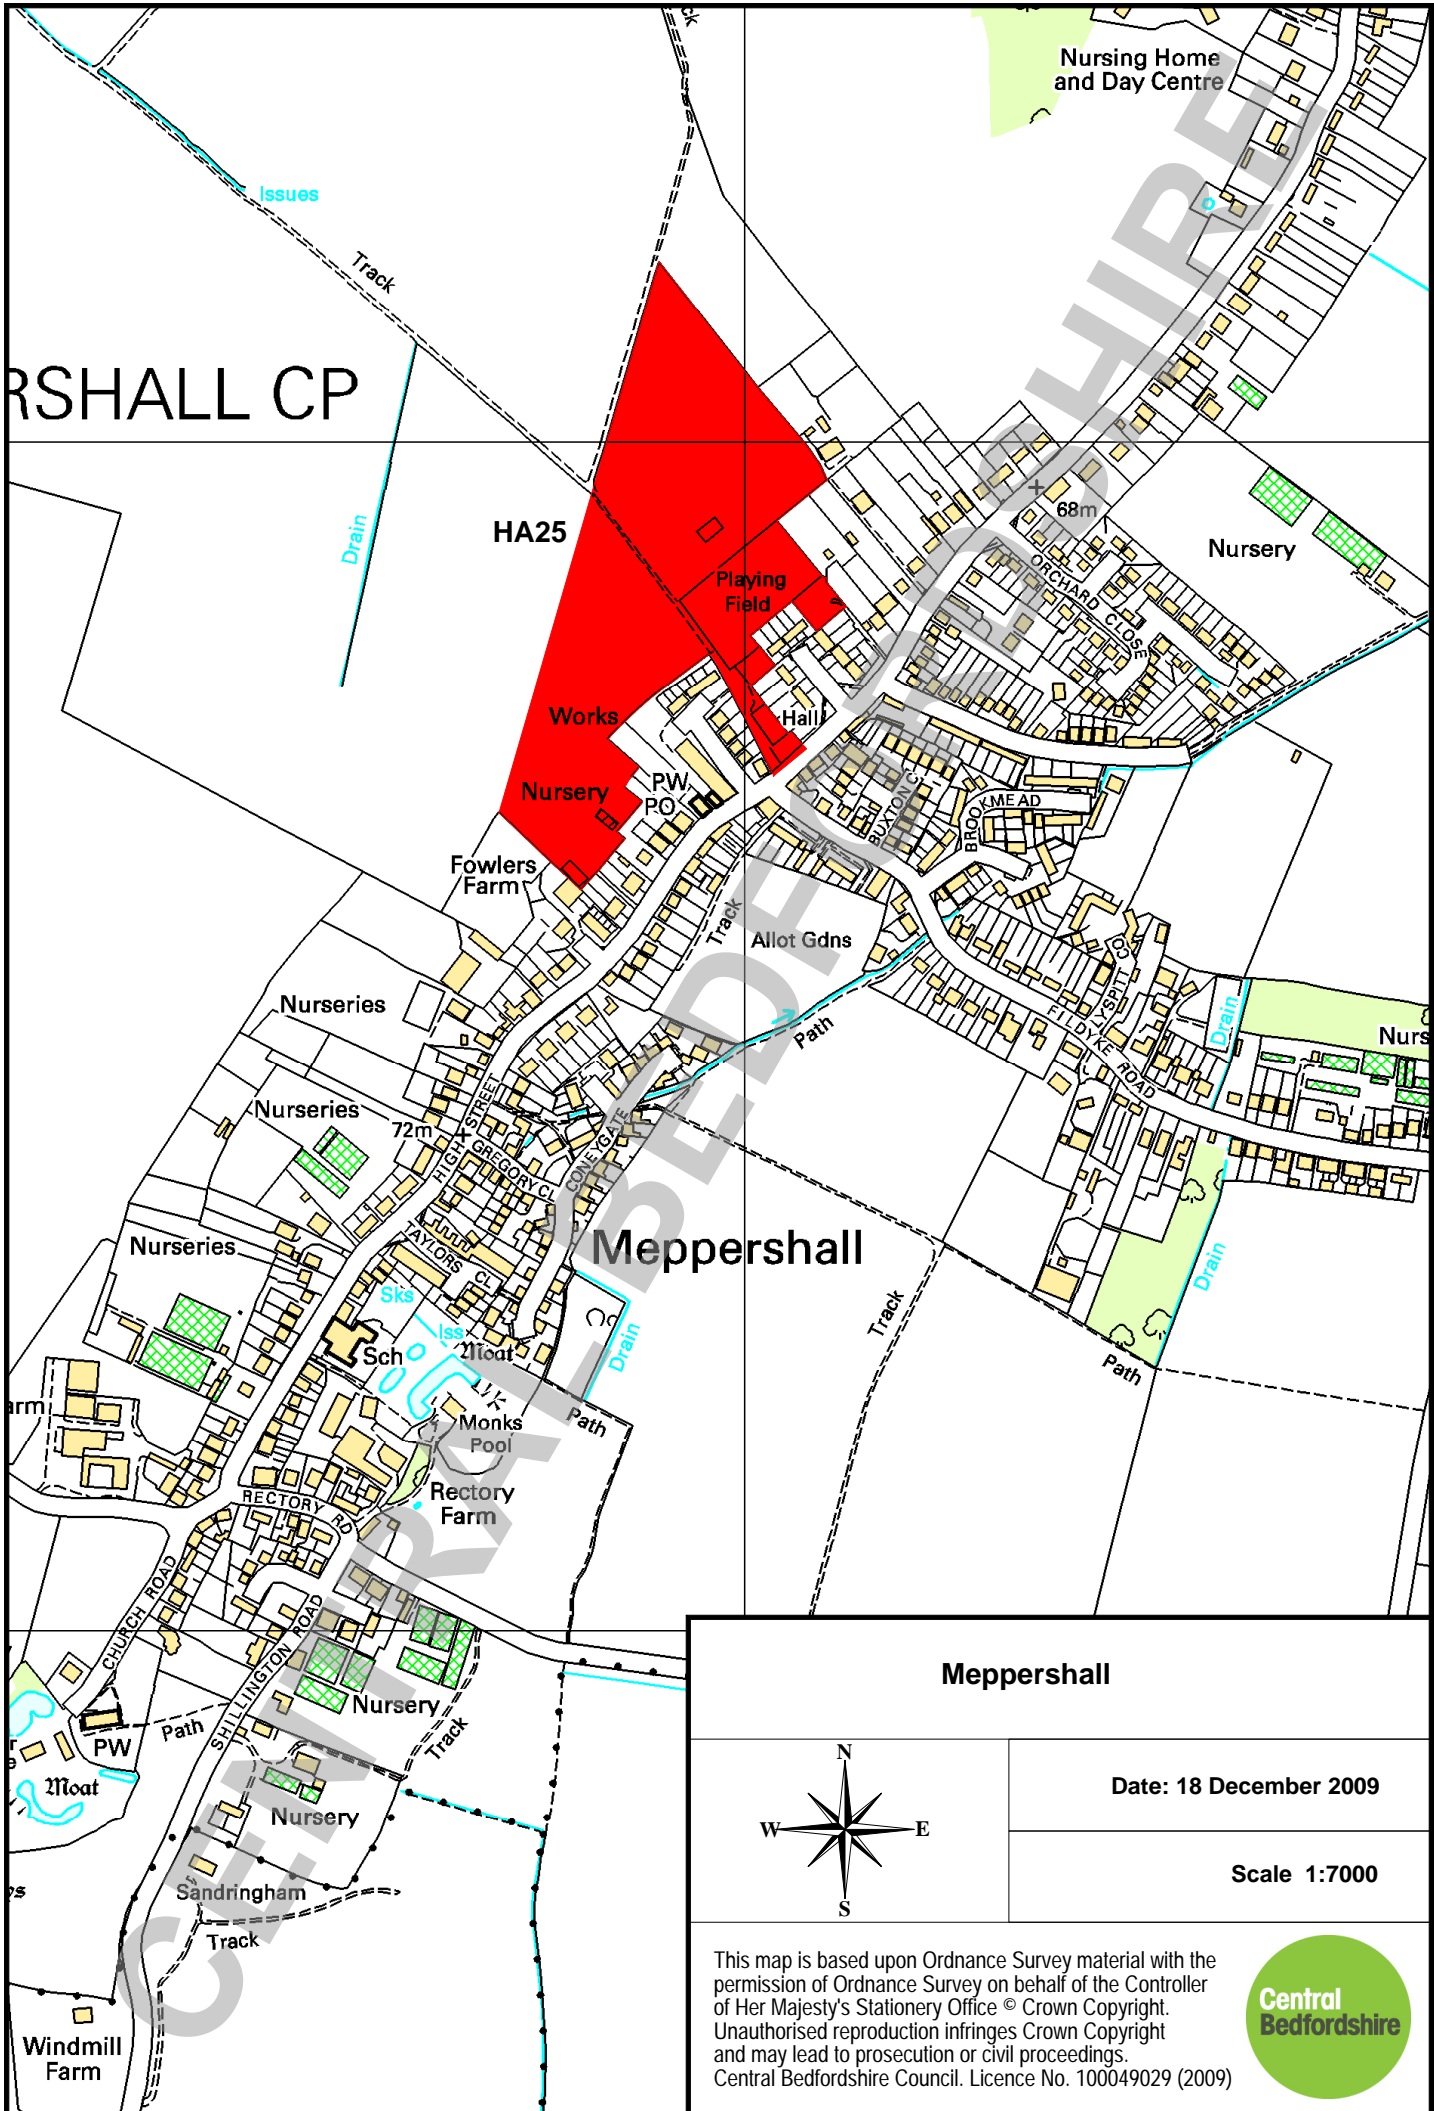 ck
Nursing Home
and Day Centre
Issues
Track
RSHALL CP
Drain
HA25
68m
Nursery
Playing
Field
ORCHARD CLOSE
Works
Hall
Nursery
PW
PO
BUXTON C
BROOKMEAD
Fowlers
Farm
Track
Allot Gdns
YSPITT CO
Nurseries
Path
FILDYKE ROAD
Drain
Nurs
Nurseries
72m
HIGH STREET
GREGORY CL
CONEYGATE
Meppershall
Nurseries
TAYLORS CL
Drain
Sks
Iss
Sch
Moat
Drain
Track
Path
arm
Monks
Pool
Path
Rectory
Farm
RECTORY RD
CHURCH ROAD
SHILLINGTON ROAD
Nursery
Path
PW
Track
r
e
Moat
Nursery
Sandringham
Track
Windmill
Farm
CENTRAL BEDFORDSHIRE
Meppershall
N
W
E
S
Date: 18 December 2009
Scale 1:7000
This map is based upon Ordnance Survey material with the
permission of Ordnance Survey on behalf of the Controller
of Her Majesty's Stationery Office © Crown Copyright.
Unauthorised reproduction infringes Crown Copyright
and may lead to prosecution or civil proceedings.
Central Bedfordshire Council. Licence No. 100049029 (2009)
Central
Bedfordshire